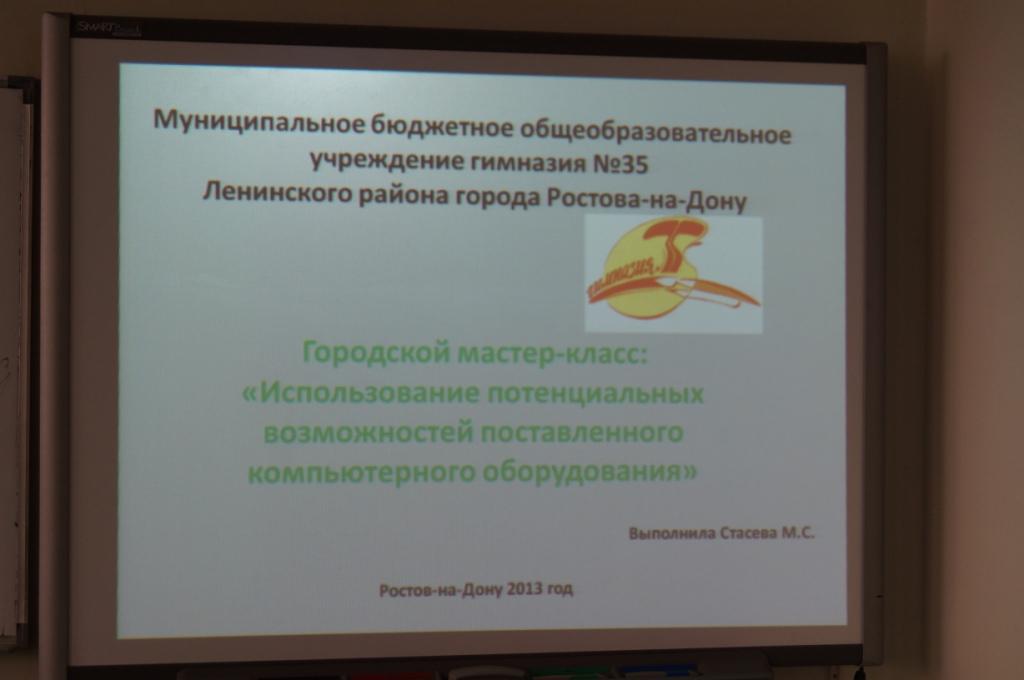 SMART
Муниципальное бюджетное общеобразовательное
учреждение гимназия №35
Ленинского района города Ростова-на-Дону
гимназия.
Городской мастер-класс:
«Использование потенциальных
возможностей поставленного
компьютерного оборудования»
Выполнила Стасева М.С.
Ростов-на-Дону 2013 год